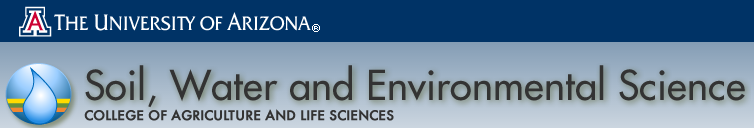 A THE UNIVERSITY OF ARIZONA®
Soil, Water and Environmental Science
COLLEGE OF AGRICULTURE AND LIFE SCIENCES